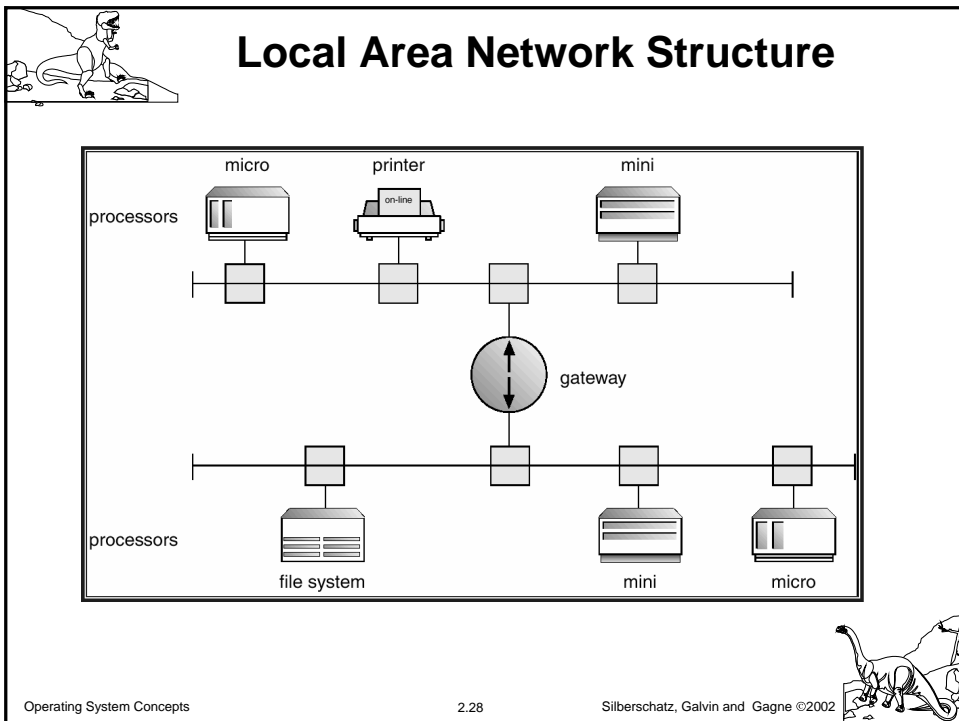 Local Area Network Structure
micro printer mini
on-line
processors
gateway
processors
file system mini micro
Operating System Concepts 2.28 Silberschatz, Galvin and Gagne ©2002